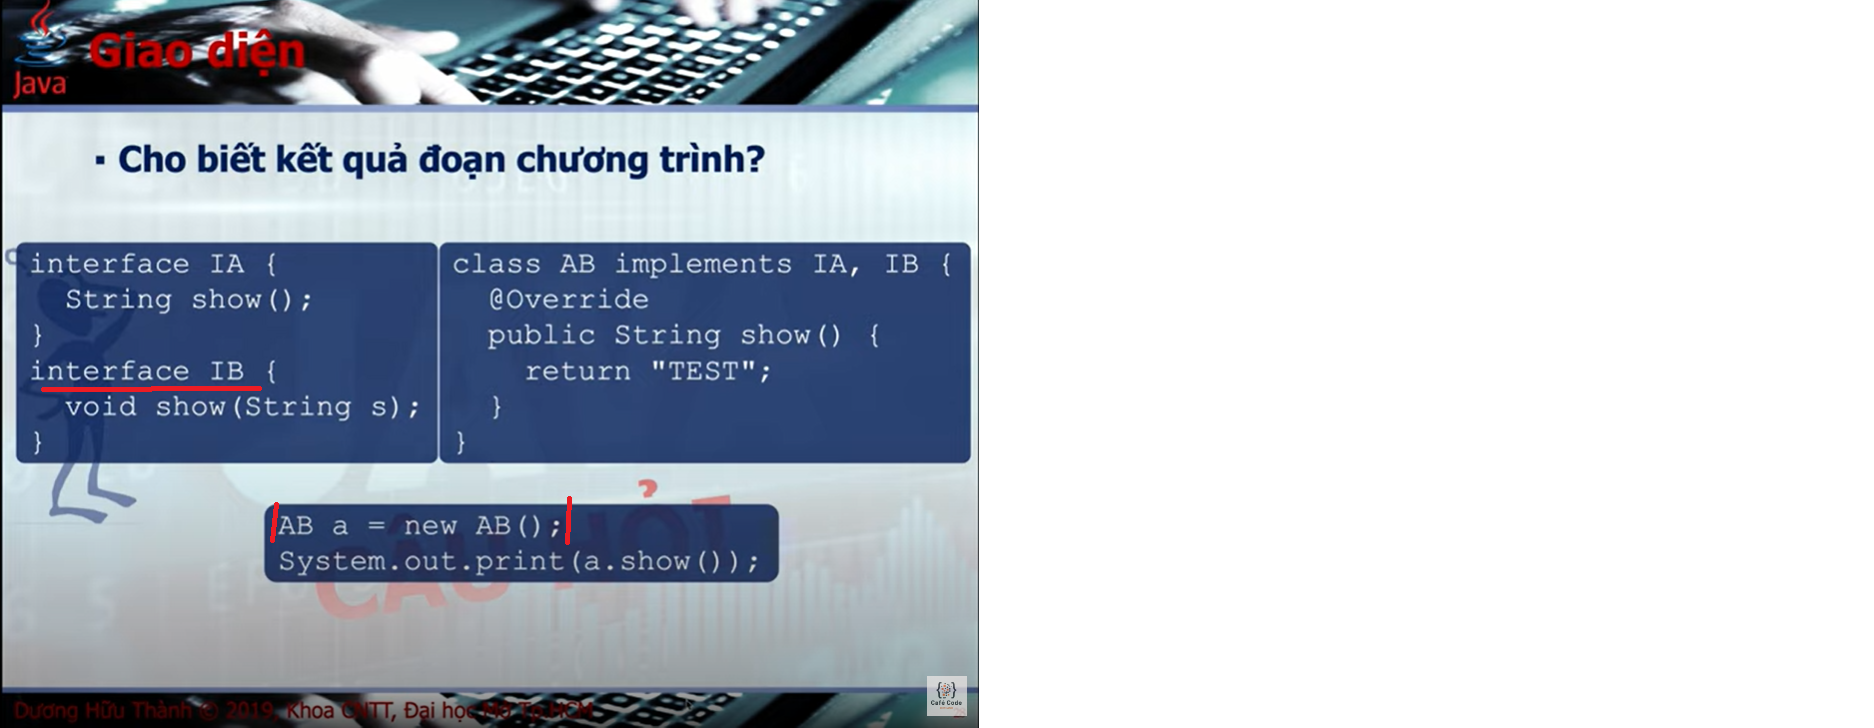 Java
Giao diện
▪ Cho biết kết quả đoạn chương trình?
interface IA {
String show();
}
interface IB {
void show(String s);
}
class AB implements IA, IB {
@Override
public String show() {
return "TEST";
}
}
AB a = new AB();
System.out.print(a.show());
CÂU HỎI
Dương Hữu Thành © 2019, Khoa CNTT, Đại học Mở Tp.HCM
{ }
Café Code